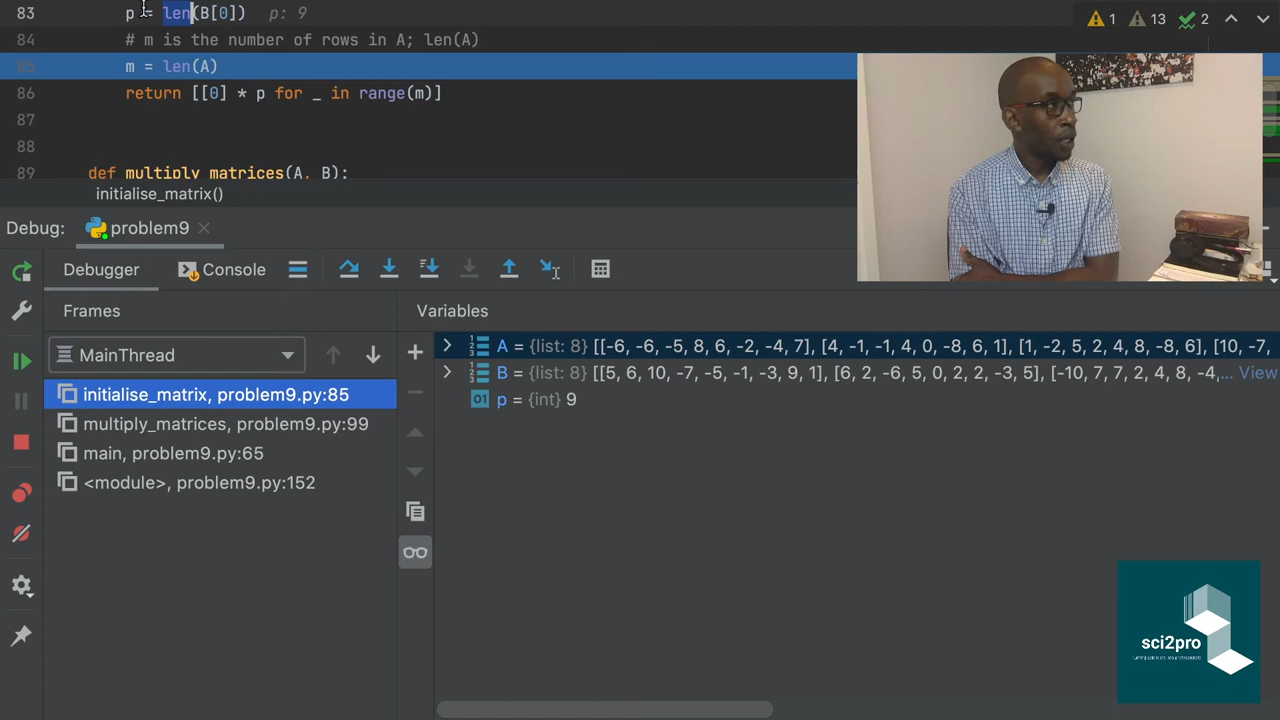 83 p = len(B[0]) p: 9
84 # m is the number of rows in A; len(A)
85 m = len(A)
86 return [[0] * p for _ in range(m)]
87
88
89 def multiply_matrices(A, B):
1 13 2
initialise_matrix()
Debug: problem9
Debugger Console
Frames Variables
MainThread
initialise_matrix, problem9.py:85
multiply_matrices, problem9.py:99
main, problem9.py:65
<module>, problem9.py:152
A = {list: 8} [[-6, -6, -5, 8, 6, -2, -4, 7], [4, -1, -1, 4, 0, -8, 6, 1], [1, -2, 5, 2, 4, 8, -8, 6], [10, -7,
B = {list: 8} [[5, 6, 10, -7, -5, -1, -3, 9, 1], [6, 2, -6, 5, 0, 2, 2, -3, 5], [-10, 7, 7, 2, 4, 8, -4,... View
01 p = {int} 9
sci2pro